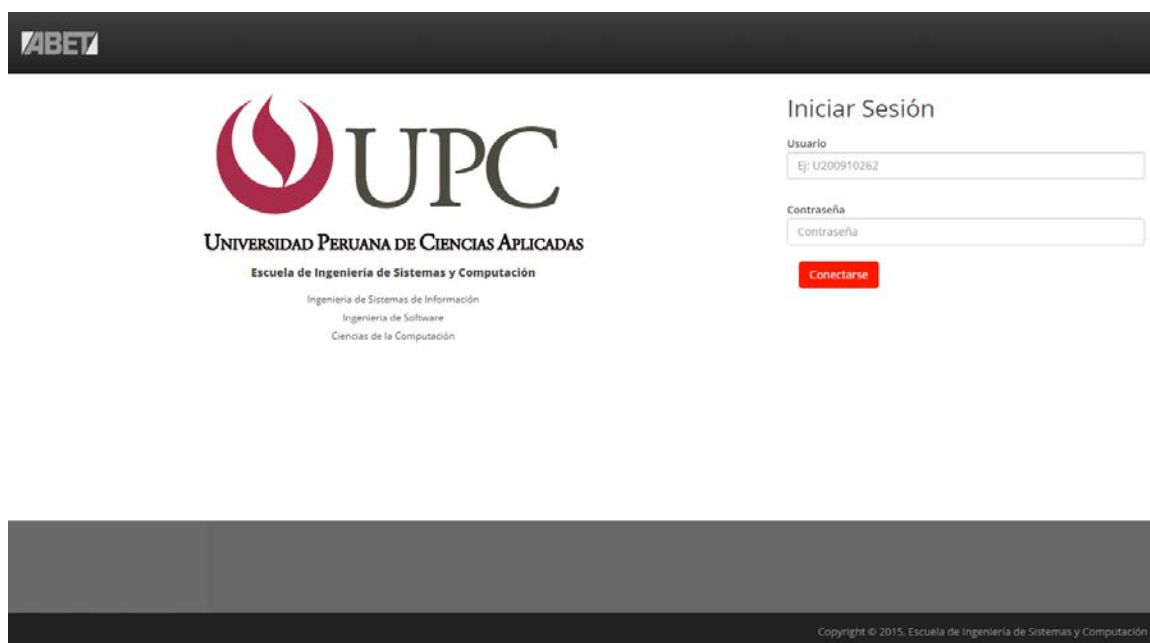 ABET
UPC
UNIVERSIDAD PERUANA DE CIENCIAS APLICADAS
Escuela de Ingeniería de Sistemas y Computación
Ingenieria de Sistemas de Información
Ingenieria de Software
Ciencias de la Computación
Iniciar Sesión
Usuario
Ej: U200910262
Contraseña
Contraseña
Conectarse
Copyright © 2015, Escuela de Ingeniería de Sistemas y Computación